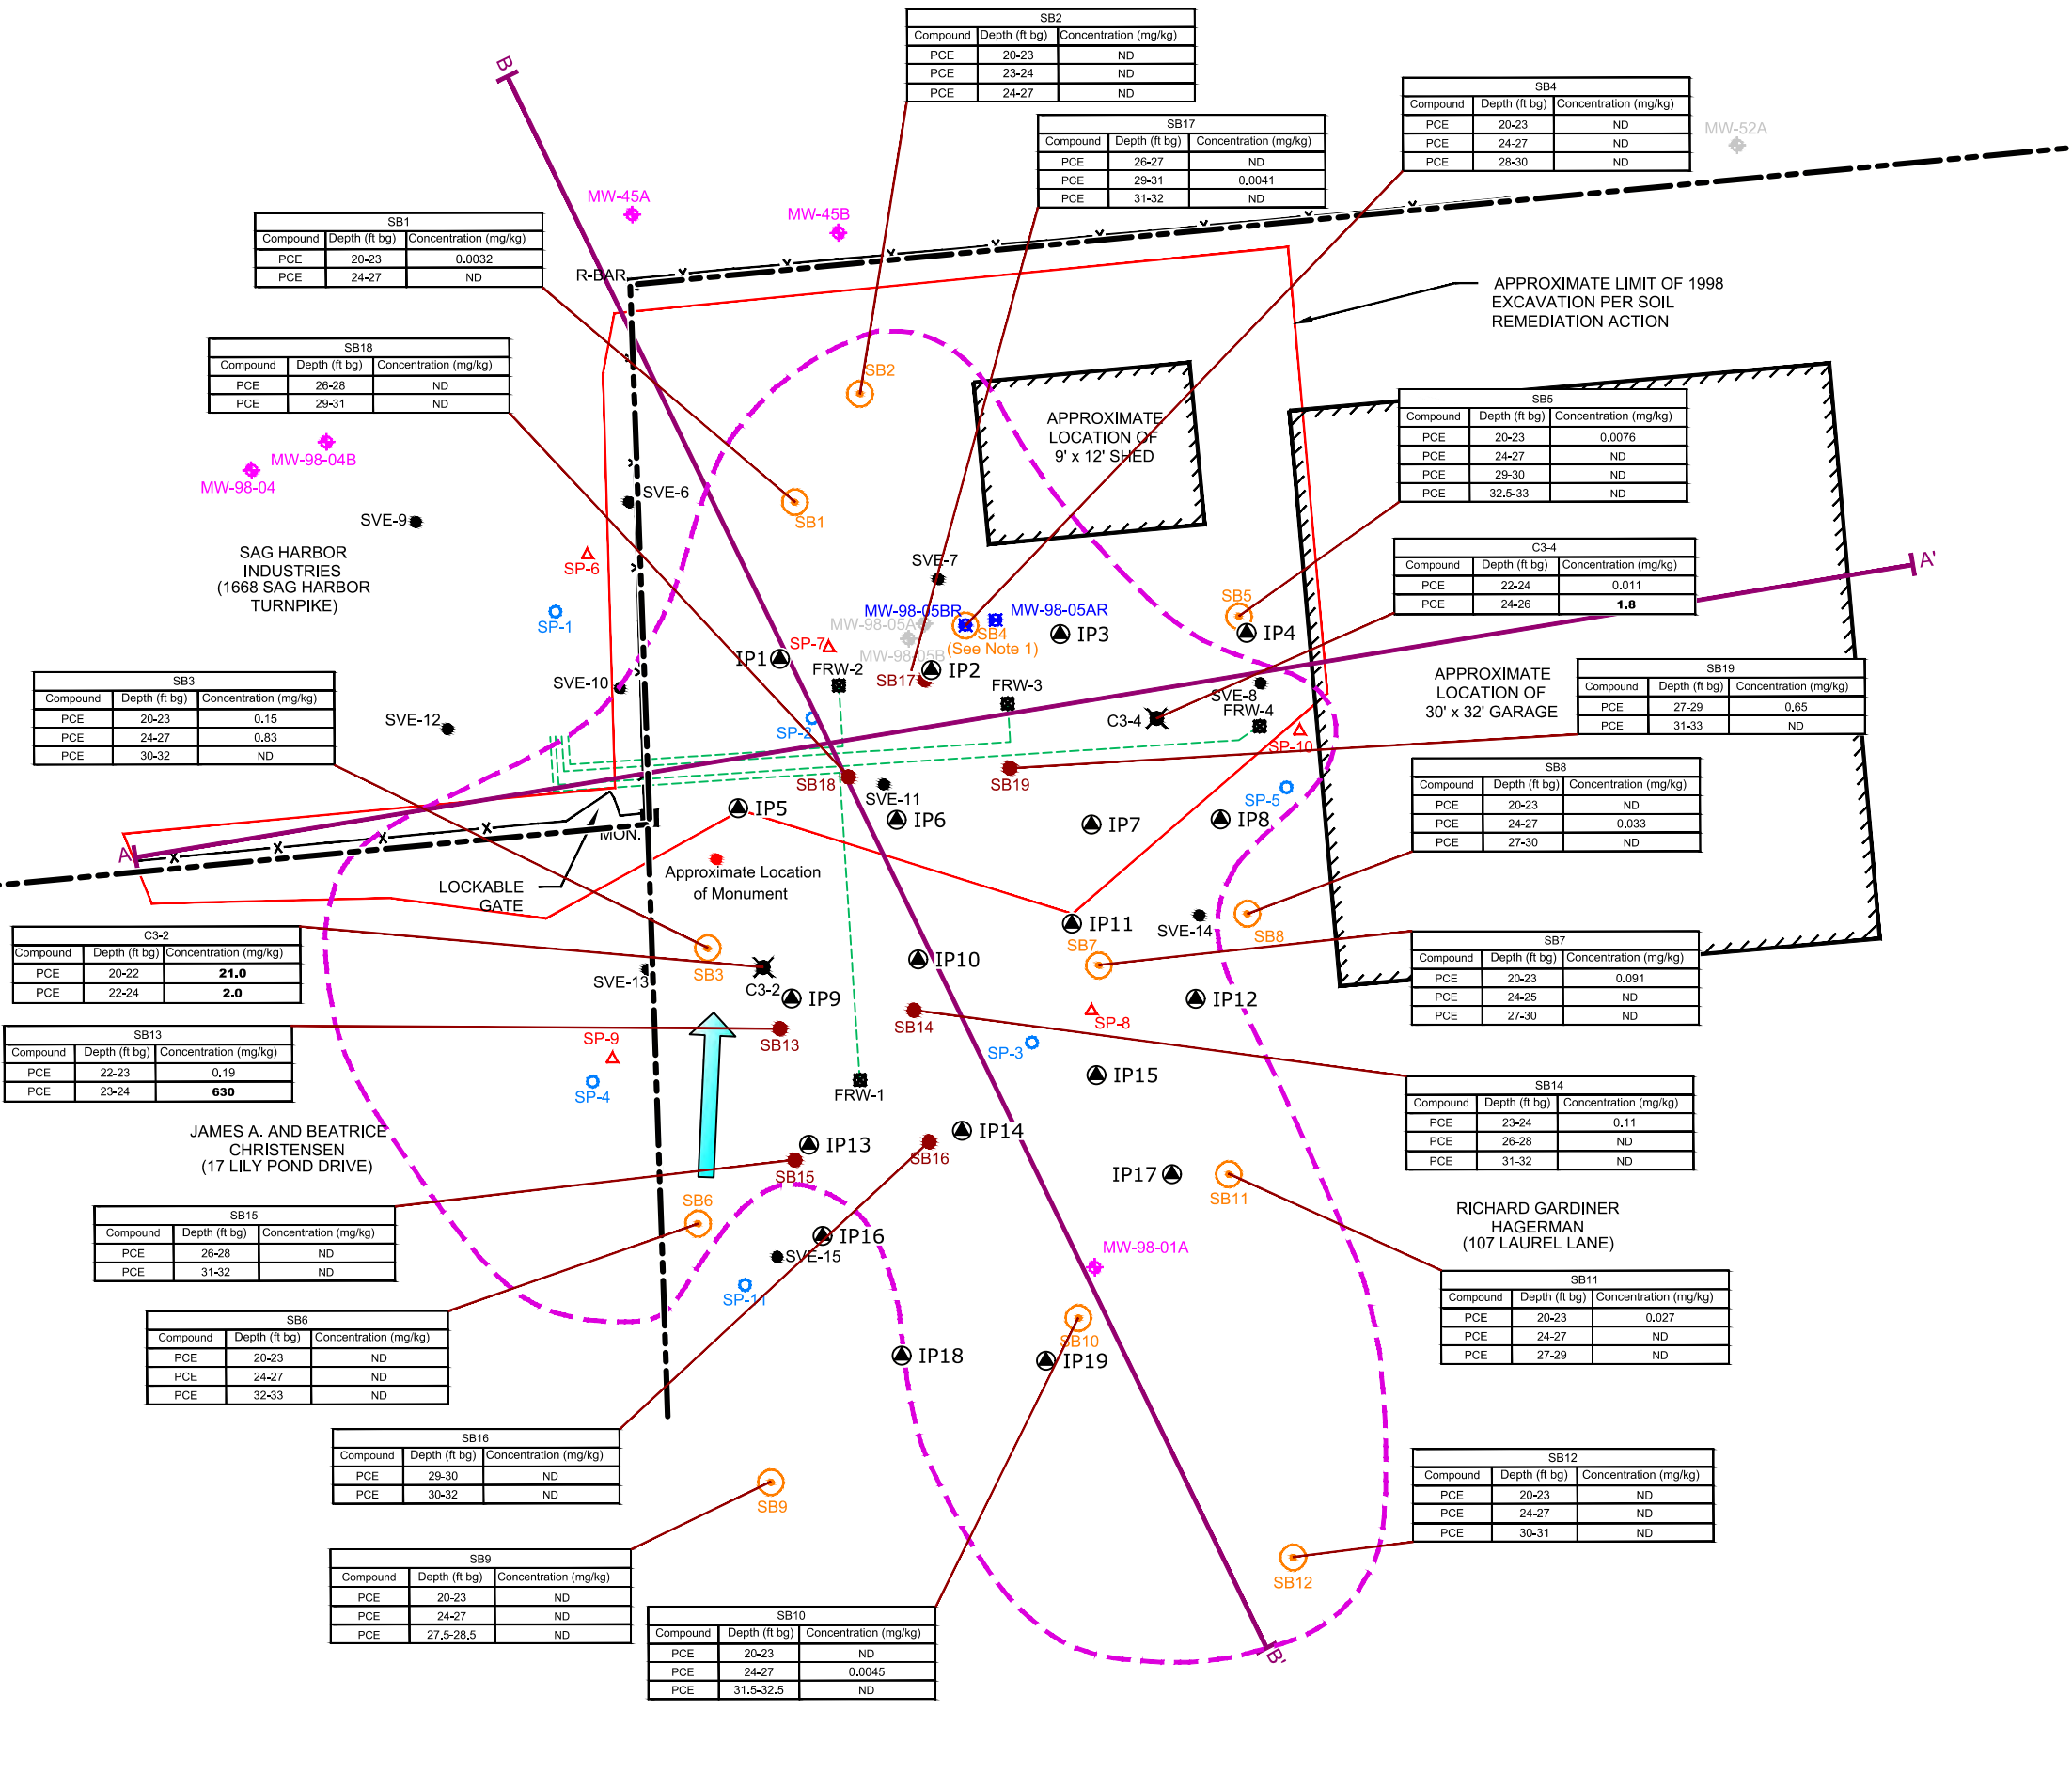 SB2
Compound Depth (ft bg) Concentration (mg/kg)
PCE 20-23 ND
PCE 23-24 ND
PCE 24-27 ND
B
SB4
Compound Depth (ft bg) Concentration (mg/kg)
PCE 20-23 ND
PCE 24-27 ND
PCE 28-30 ND
MW-52A
SB17
Compound Depth (ft bg) Concentration (mg/kg)
PCE 26-27 ND
PCE 29-31 0.0041
PCE 31-32 ND
MW-45A
MW-45B
SB1
Compound Depth (ft bg) Concentration (mg/kg)
PCE 20-23 0.0032
PCE 24-27 ND
R-BAR
APPROXIMATE LIMIT OF 1998
EXCAVATION PER SOIL
REMEDIATION ACTION
SB18
Compound Depth (ft bg) Concentration (mg/kg)
PCE 26-28 ND
PCE 29-31 ND
SB2
APPROXIMATE
LOCATION OF
9' x 12' SHED
SB5
Compound Depth (ft bg) Concentration (mg/kg)
PCE 20-23 0.0076
PCE 24-27 ND
PCE 29-30 ND
PCE 32.5-33 ND
MW-98-04B
MW-98-04
SVE-6
SB1
SVE-9
SAG HARBOR
INDUSTRIES
(1668 SAG HARBOR
TURNPIKE)
SP-6
SVE-7
C3-4
Compound Depth (ft bg) Concentration (mg/kg)
PCE 22-24 0.011
PCE 24-26 1.8
A'
SP-1
MW-98-05BR
MW-98-05AR
MW-98-05A
MW-98-05B
SB4
(See Note 1)
IP3
SB5
IP4
SP-7
IP1
FRW-2
SB17
IP2
FRW-3
SVE-10
SVE-12
SP-2
C3-4
SVE-8
FRW-4
SP-10
APPROXIMATE
LOCATION OF
30' x 32' GARAGE
SB19
Compound Depth (ft bg) Concentration (mg/kg)
PCE 27-29 0.65
PCE 31-33 ND
SB3
Compound Depth (ft bg) Concentration (mg/kg)
PCE 20-23 0.15
PCE 24-27 0.83
PCE 30-32 ND
SB18
SVE-11
SB19
SP-5
SB8
Compound Depth (ft bg) Concentration (mg/kg)
PCE 20-23 ND
PCE 24-27 0.033
PCE 27-30 ND
IP5
IP6
IP7
IP8
MON.
A
Approximate Location
of Monument
LOCKABLE
GATE
C3-2
Compound Depth (ft bg) Concentration (mg/kg)
PCE 20-22 21.0
PCE 22-24 2.0
IP11
SVE-14
SB8
SB7
SB7
Compound Depth (ft bg) Concentration (mg/kg)
PCE 20-23 0.091
PCE 24-25 ND
PCE 27-30 ND
SB3
SVE-13
C3-2
IP10
IP9
IP12
SB13
Compound Depth (ft bg) Concentration (mg/kg)
PCE 22-23 0.19
PCE 23-24 630
SP-9
SB13
SB14
SP-8
SP-3
SP-4
FRW-1
IP15
SB14
Compound Depth (ft bg) Concentration (mg/kg)
PCE 23-24 0.11
PCE 26-28 ND
PCE 31-32 ND
JAMES A. AND BEATRICE
CHRISTENSEN
(17 LILY POND DRIVE)
IP13
IP14
SB16
SB15
IP17
SB11
SB15
Compound Depth (ft bg) Concentration (mg/kg)
PCE 26-28 ND
PCE 31-32 ND
SB6
IP16
SVE-15
SP-11
MW-98-01A
RICHARD GARDINER
HAGERMAN
(107 LAUREL LANE)
SB11
Compound Depth (ft bg) Concentration (mg/kg)
PCE 20-23 0.027
PCE 24-27 ND
PCE 27-29 ND
SB6
Compound Depth (ft bg) Concentration (mg/kg)
PCE 20-23 ND
PCE 24-27 ND
PCE 32-33 ND
SB10
IP18
IP19
SB16
Compound Depth (ft bg) Concentration (mg/kg)
PCE 29-30 ND
PCE 30-32 ND
SB9
SB12
Compound Depth (ft bg) Concentration (mg/kg)
PCE 20-23 ND
PCE 24-27 ND
PCE 30-31 ND
SB12
SB9
Compound Depth (ft bg) Concentration (mg/kg)
PCE 20-23 ND
PCE 24-27 ND
PCE 27.5-28.5 ND
SB10
Compound Depth (ft bg) Concentration (mg/kg)
PCE 20-23 ND
PCE 24-27 0.0045
PCE 31.5-32.5 ND
B'